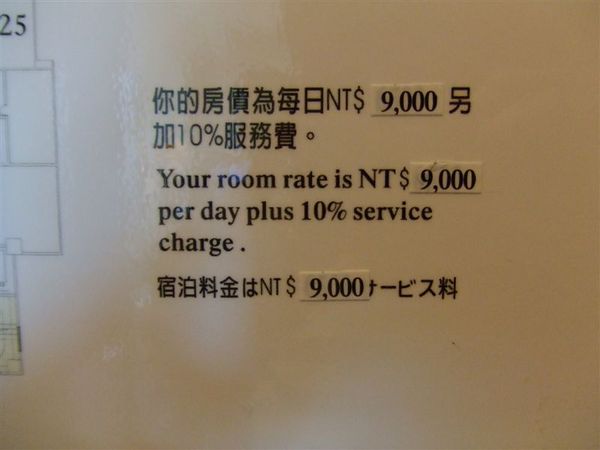 25
你的房價為每日NT$ 9,000 另
加10%服務費。
Your room rate is NT$ 9,000
per day plus 10% service
charge .
宿泊料金はNT$ 9,000サービス料